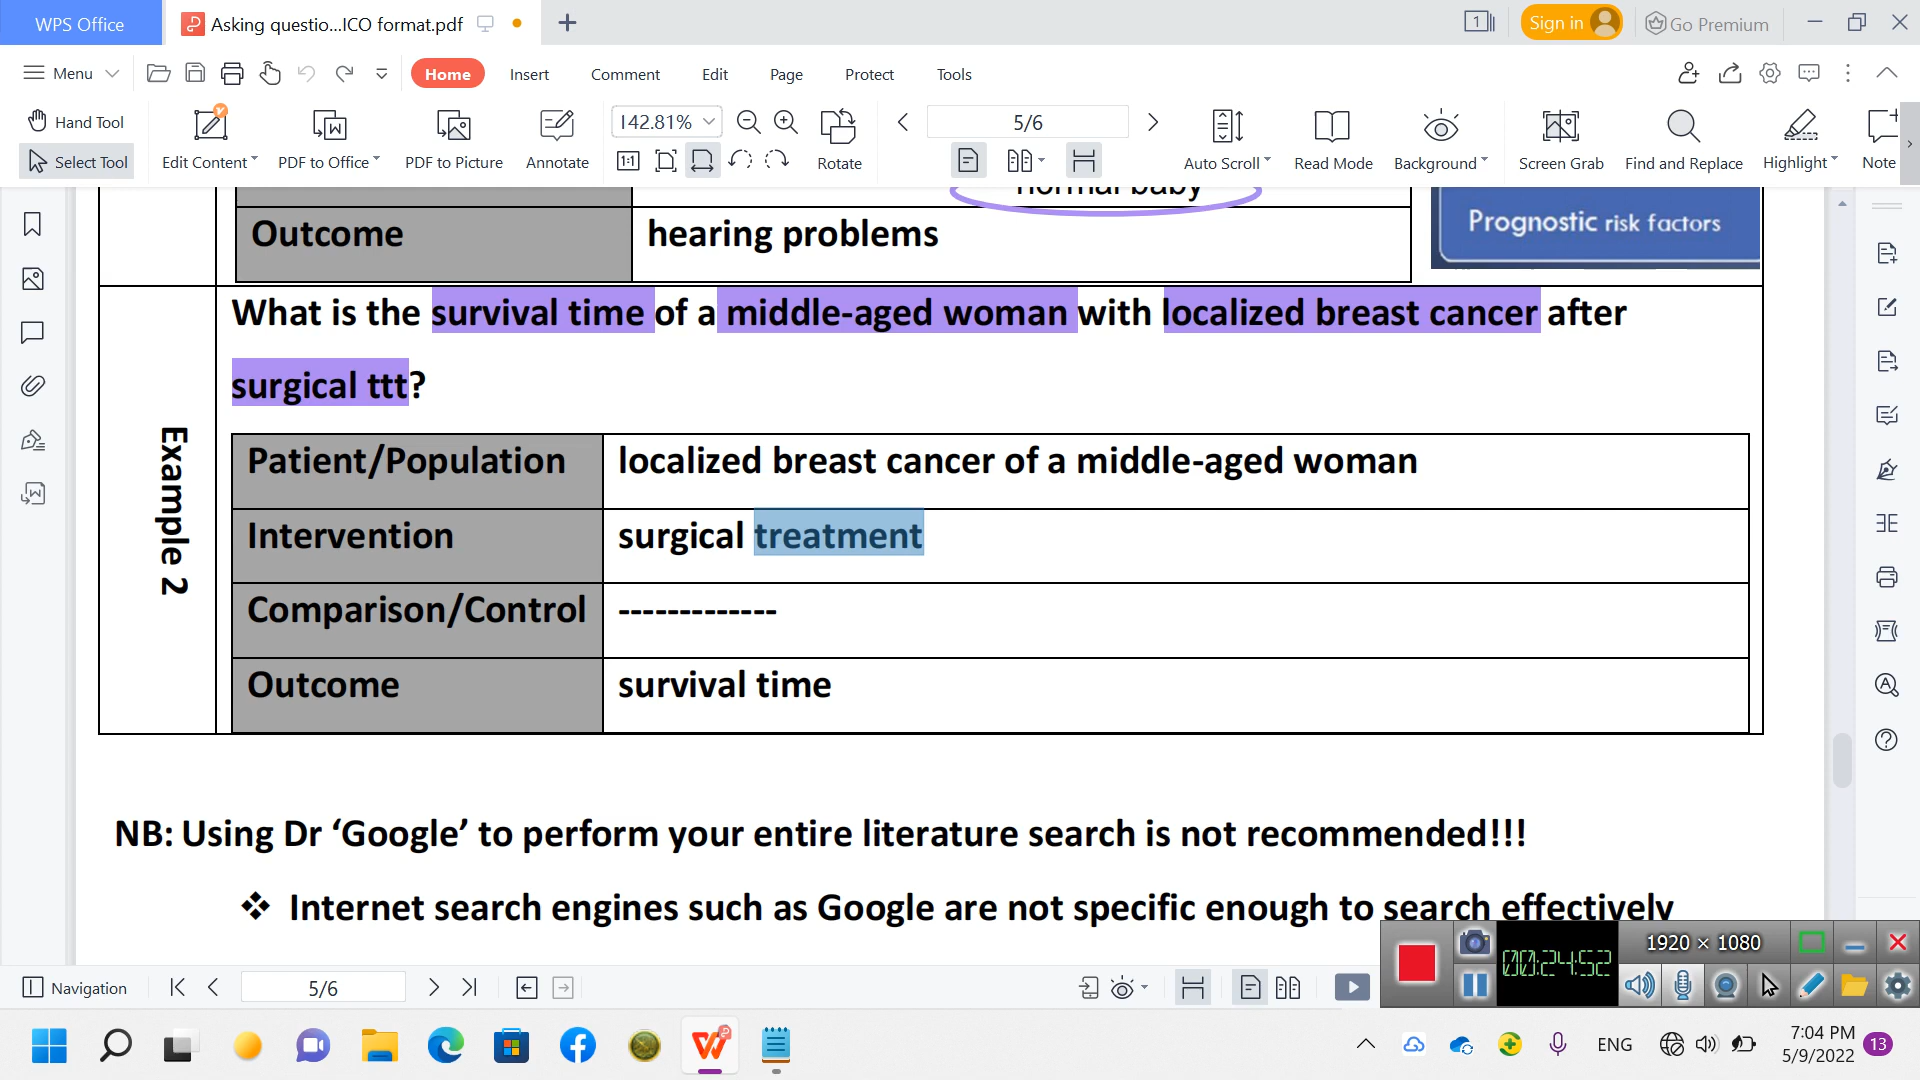 WPS Office
Asking questio...ICO format.pdf
1
Sign in
Go Premium
Menu
Home
Insert
Comment
Edit
Page
Protect
Tools
Hand Tool
Select Tool
Edit Content
PDF to Office
PDF to Picture
Annotate
142.81%
1:1
Rotate
5/6
Auto Scroll
Read Mode
Background
Screen Grab
Find and Replace
Highlight
Note
normal baby
Outcome
hearing problems
Prognostic risk factors
Example 2
What is the survival time of a middle-aged woman with localized breast cancer after
surgical ttt?
Patient/Population
localized breast cancer of a middle-aged woman
Intervention
surgical treatment
Comparison/Control
-------------
Outcome
survival time
NB: Using Dr ‘Google’ to perform your entire literature search is not recommended!!!
❖ Internet search engines such as Google are not specific enough to search effectively
1920 × 1080
00:24:52
Navigation
5/6
ENG
7:04 PM
5/9/2022
13